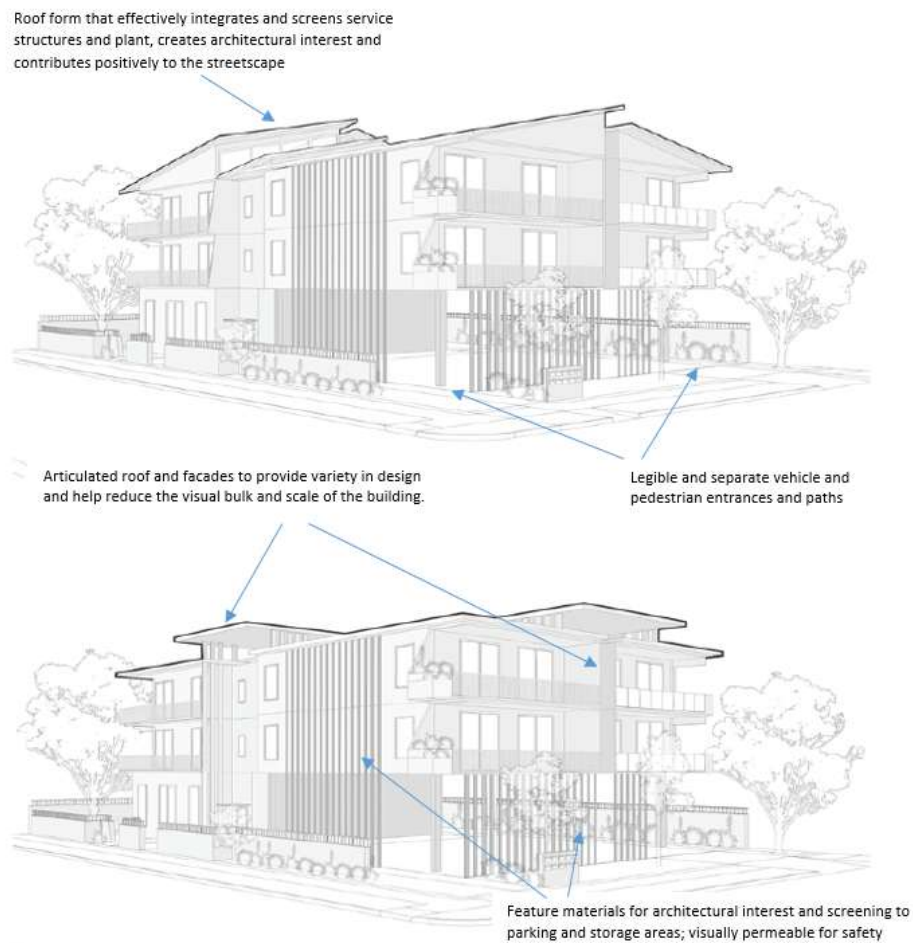 Roof form that effectively integrates and screens service
structures and plant, creates architectural interest and
contributes positively to the streetscape
Articulated roof and facades to provide variety in design
and help reduce the visual bulk and scale of the building.
Legible and separate vehicle and
pedestrian entrances and paths
Feature materials for architectural interest and screening to
parking and storage areas; visually permeable for safety